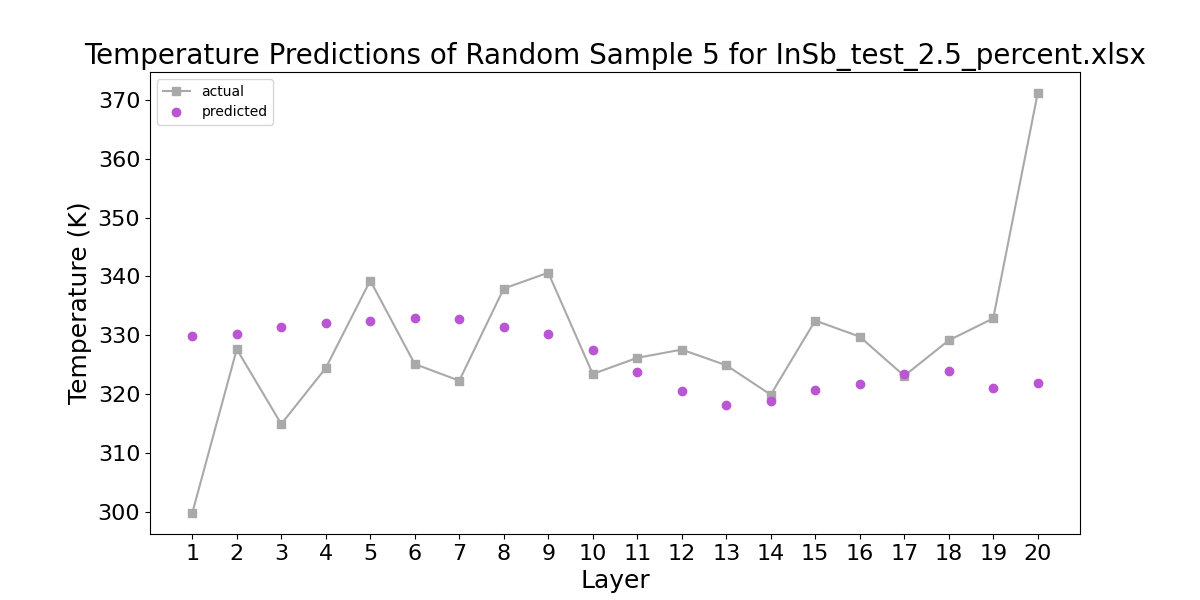 Temperature Predictions of Random Sample 5 for InSb_test_2.5_percent.xlsx
actual
predicted
Temperature (K)
370
360
350
340
330
320
310
300
1 2 3 4 5 6 7 8 9 10 11 12 13 14 15 16 17 18 19 20
Layer